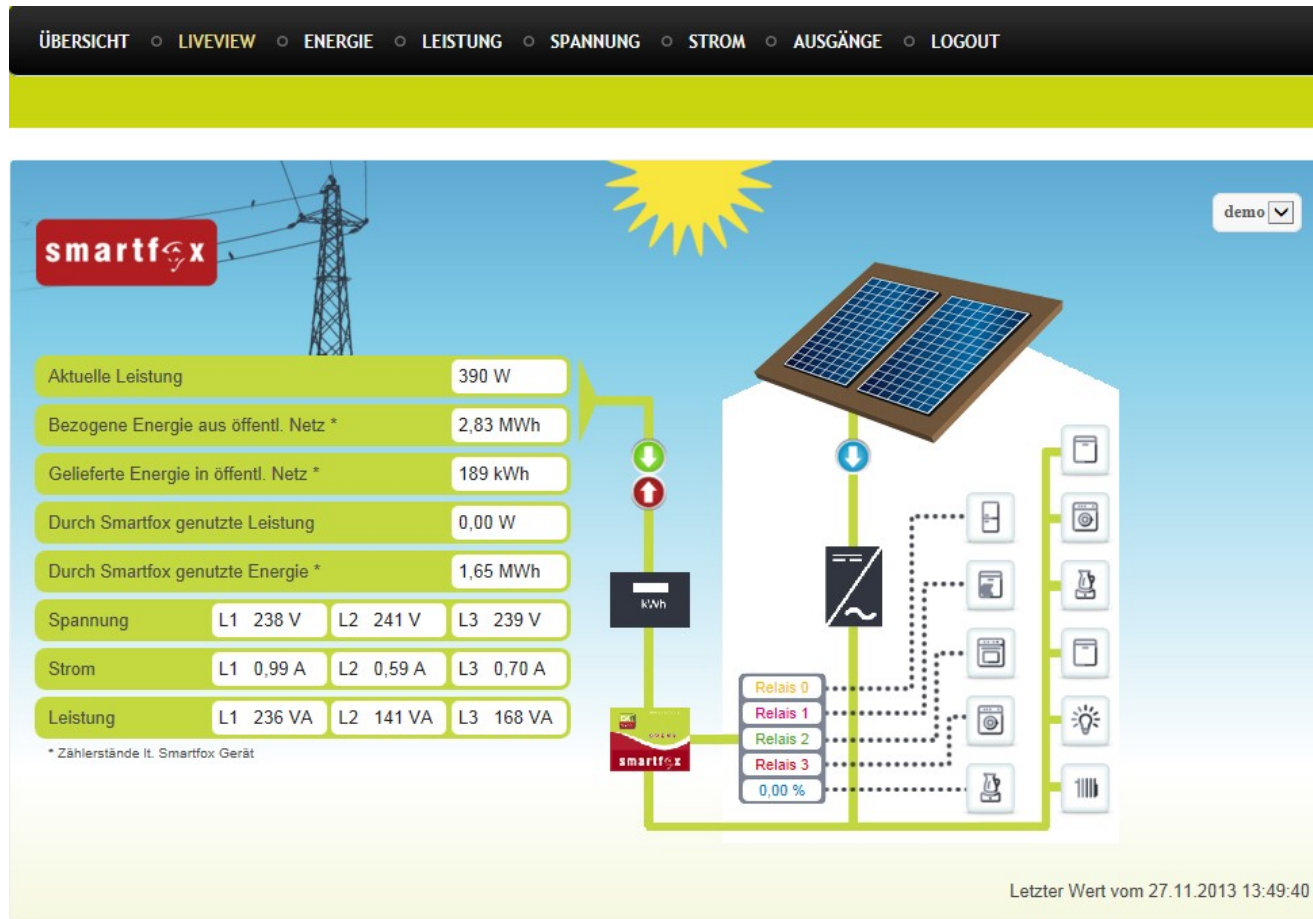 ÜBERSICHT LIVEVIEW ENERGIE LEISTUNG SPANNUNG STROM AUSGÄNGE LOGOUT
smartfox
demo
Aktuelle Leistung 390 W
Bezogene Energie aus öffentl. Netz * 2,83 MWh
Gelieferte Energie in öffentl. Netz * 189 kWh
Durch Smartfox genutzte Leistung 0,00 W
Durch Smartfox genutzte Energie * 1,65 MWh
Spannung L1 238 V L2 241 V L3 239 V
Strom L1 0,99 A L2 0,59 A L3 0,70 A
Leistung L1 236 VA L2 141 VA L3 168 VA
* Zählerstände lt. Smartfox Gerät
kWh
smartfox
Relais 0
Relais 1
Relais 2
Relais 3
0,00 %
Letzter Wert vom 27.11.2013 13:49:40